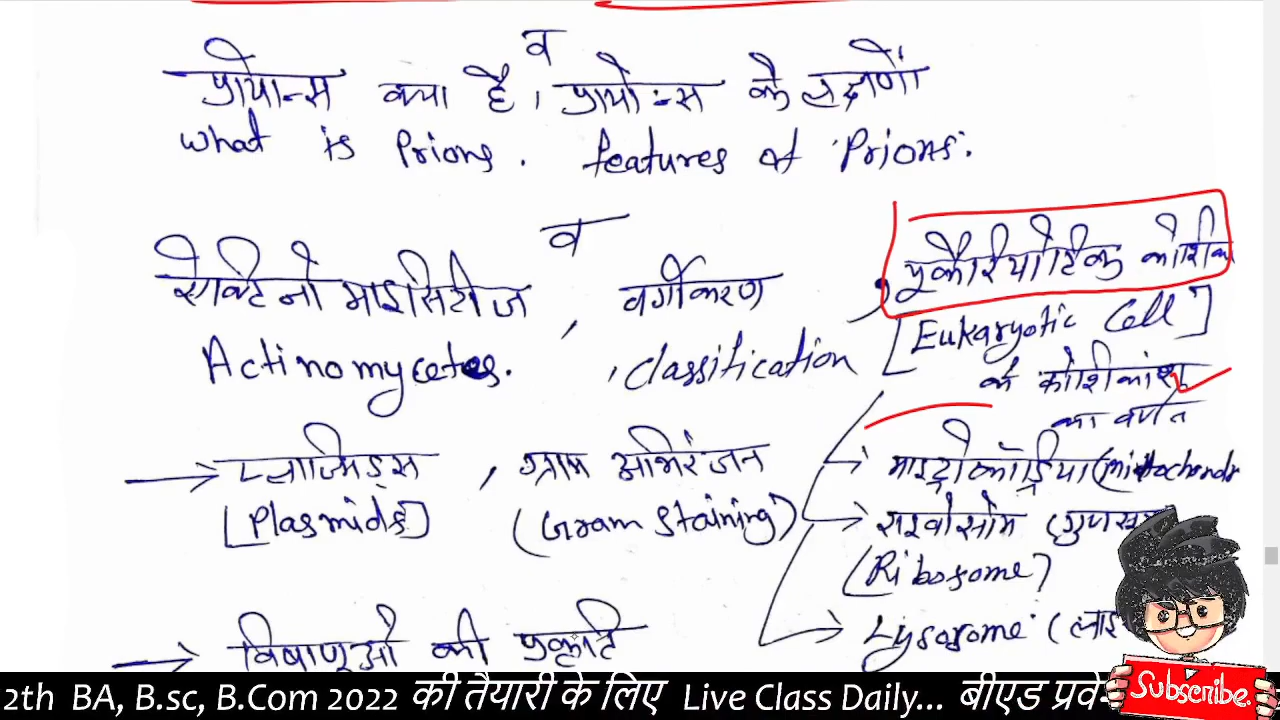 व
प्रोयान्स क्या है। प्रायोन्स के लक्षणों
what is Prions. features of Prions.
व
ऐक्टिनोमाइसिटीज, वर्गीकरण, यूकैरियोटिक
Actinomycetes. , classification [Eukaryotic Cell]
के कोशिकांग
का वर्णन
→ प्लाज्मिड्स, ग्राम अभिरंजन → माइट्रोकॉड्रिया (mitochondr
[Plasmids] (Gram staining) → राइबोसोम
(Ribosome)
→ Lysosome (लाइ
→ विषाणुओ की प्रकृति
2th BA, B.sc, B.Com 2022 की तैयारी के लिए Live Class Daily... बीएड प्रवे
Subscribe.